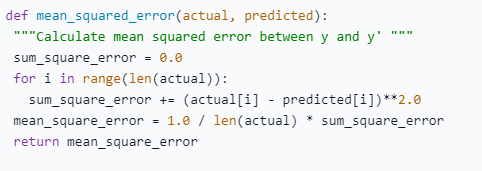 def mean_squared_error(actual, predicted):
 """Calculate mean squared error between y and y' """
 sum_square_error = 0.0
 for i in range(len(actual)):
   sum_square_error += (actual[i] - predicted[i])**2.0
 mean_square_error = 1.0 / len(actual) * sum_square_error
 return mean_square_error